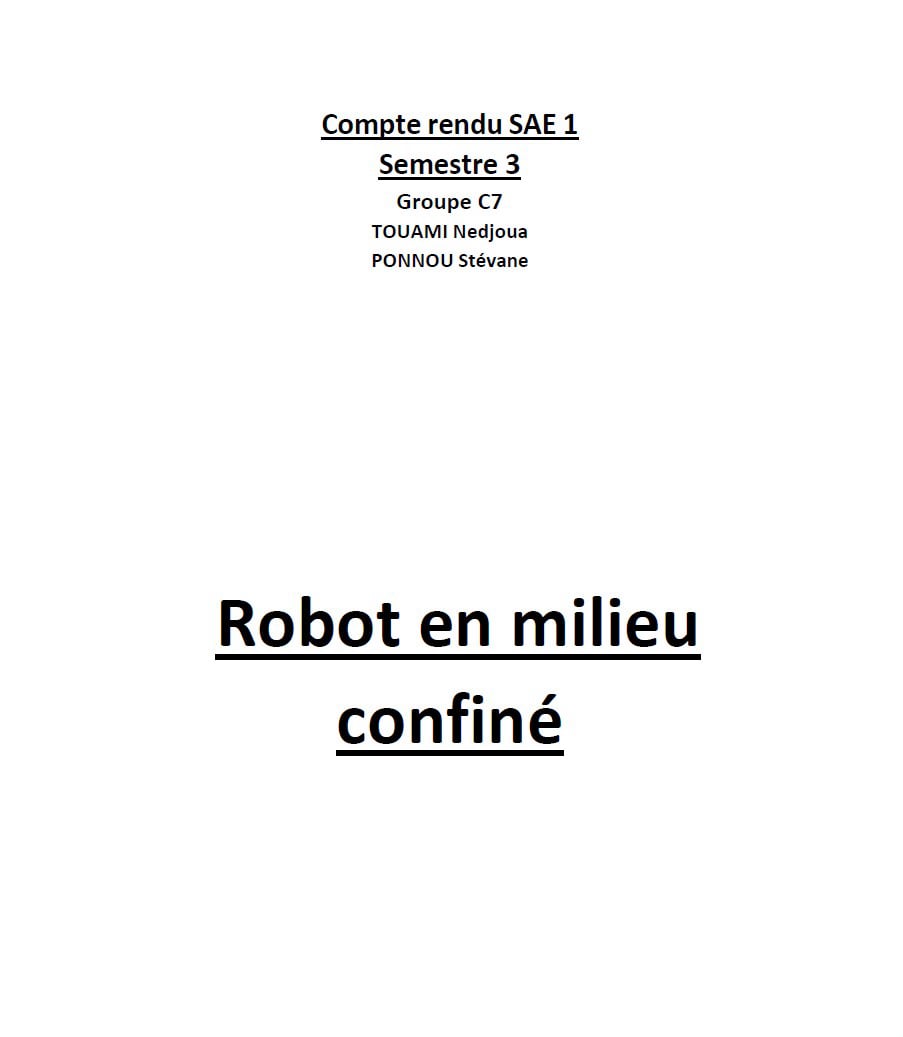 Compte rendu SAE 1
Semestre 3
Groupe C7
TOUAMI Nedjoua
PONNOU Stévane
Robot en milieu
confiné